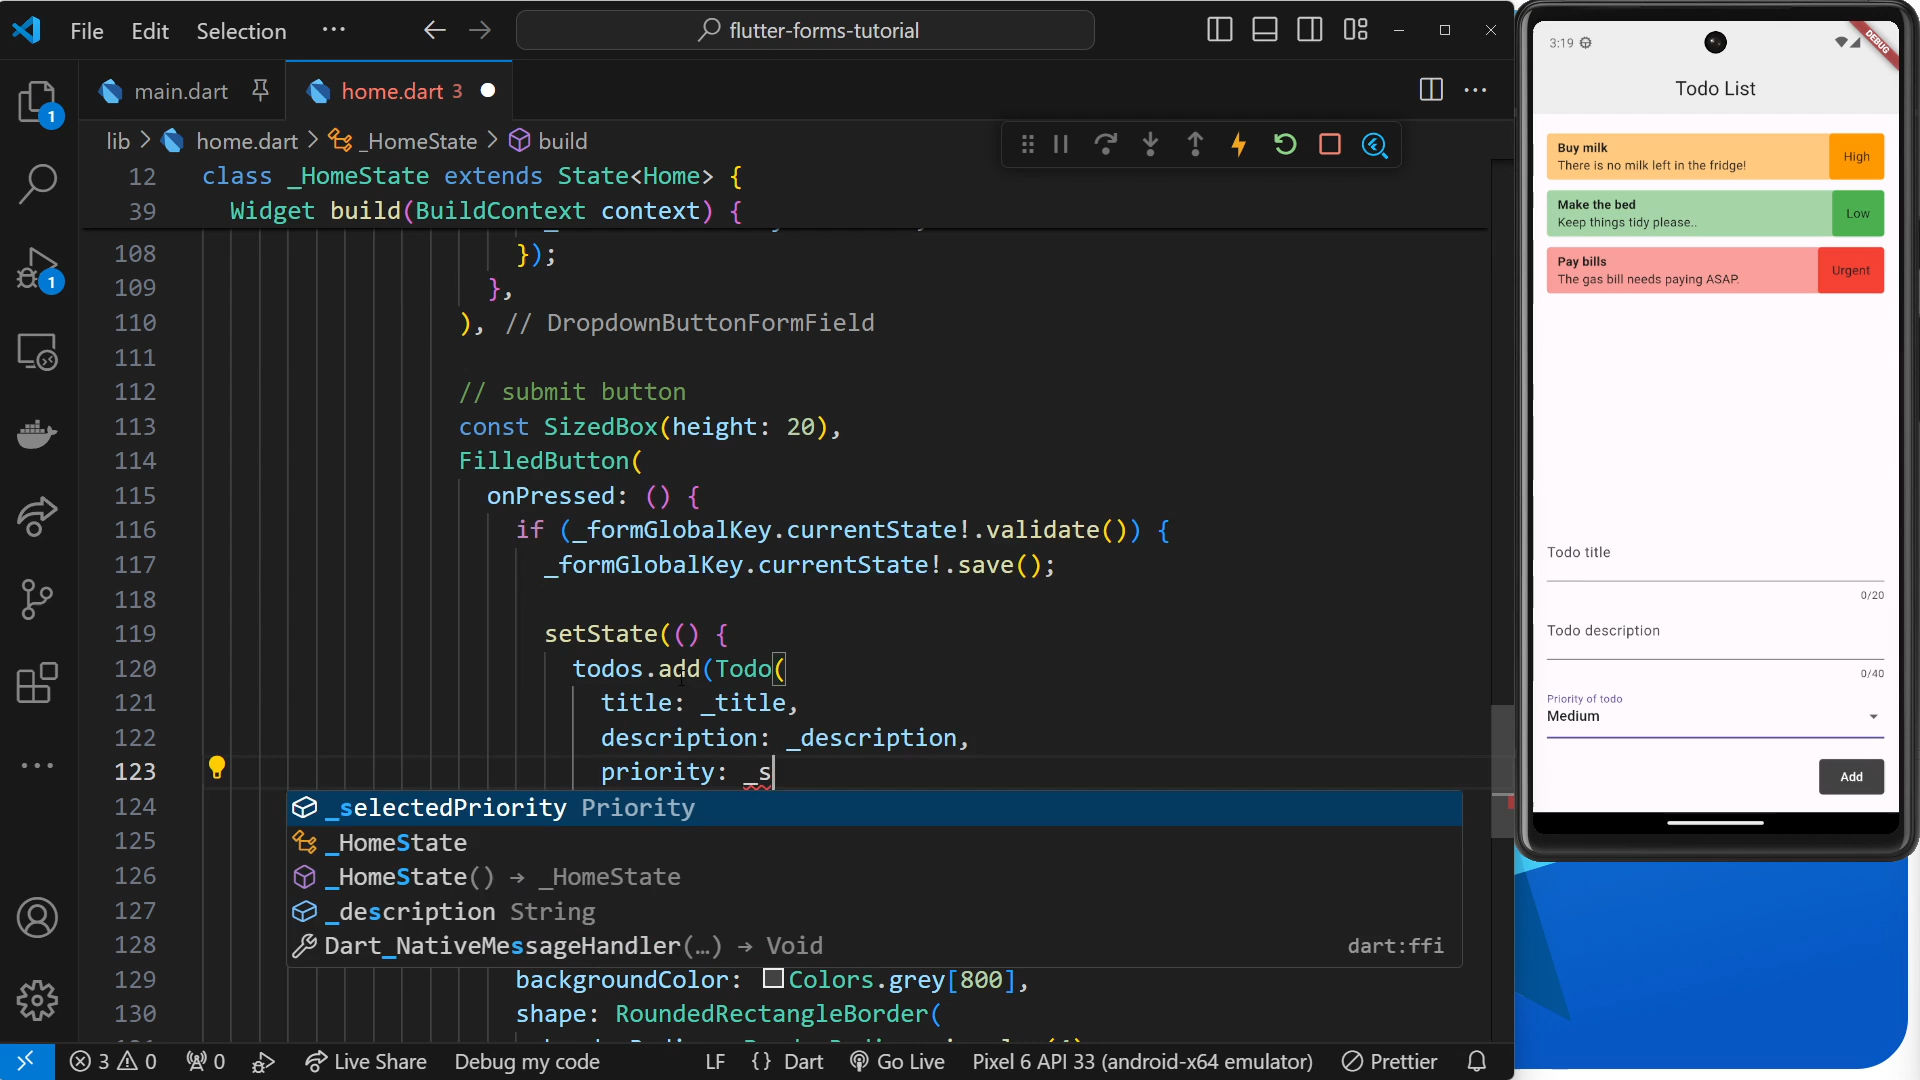 File Edit Selection ···
flutter-forms-tutorial
main.dart
home.dart 3
lib > home.dart > _HomeState > build
1
1
12 class _HomeState extends State<Home> {
39 Widget build(BuildContext context) {
108 });
109 },
110 ), // DropdownButtonFormField
111
112 // submit button
113 const SizedBox(height: 20),
114 FilledButton(
115 onPressed: () {
116 if (_formGlobalKey.currentState!.validate()) {
117 _formGlobalKey.currentState!.save();
118
119 setState(() {
120 todos.add(Todo(
121 title: _title,
122 description: _description,
123 priority: _s
124 _selectedPriority Priority
125 _HomeState
126 _HomeState() → _HomeState
127 _description String
128 Dart_NativeMessageHandler(…) → Void dart:ffi
129 backgroundColor: Colors.grey[800],
130 shape: RoundedRectangleBorder(
3 0 0 Live Share Debug my code LF {} Dart Go Live Pixel 6 API 33 (android-x64 emulator) Prettier
3:19
DEBUG
Todo List
Buy milk
There is no milk left in the fridge!
High
Make the bed
Keep things tidy please..
Low
Pay bills
The gas bill needs paying ASAP.
Urgent
Todo title
0/20
Todo description
0/40
Priority of todo
Medium
Add